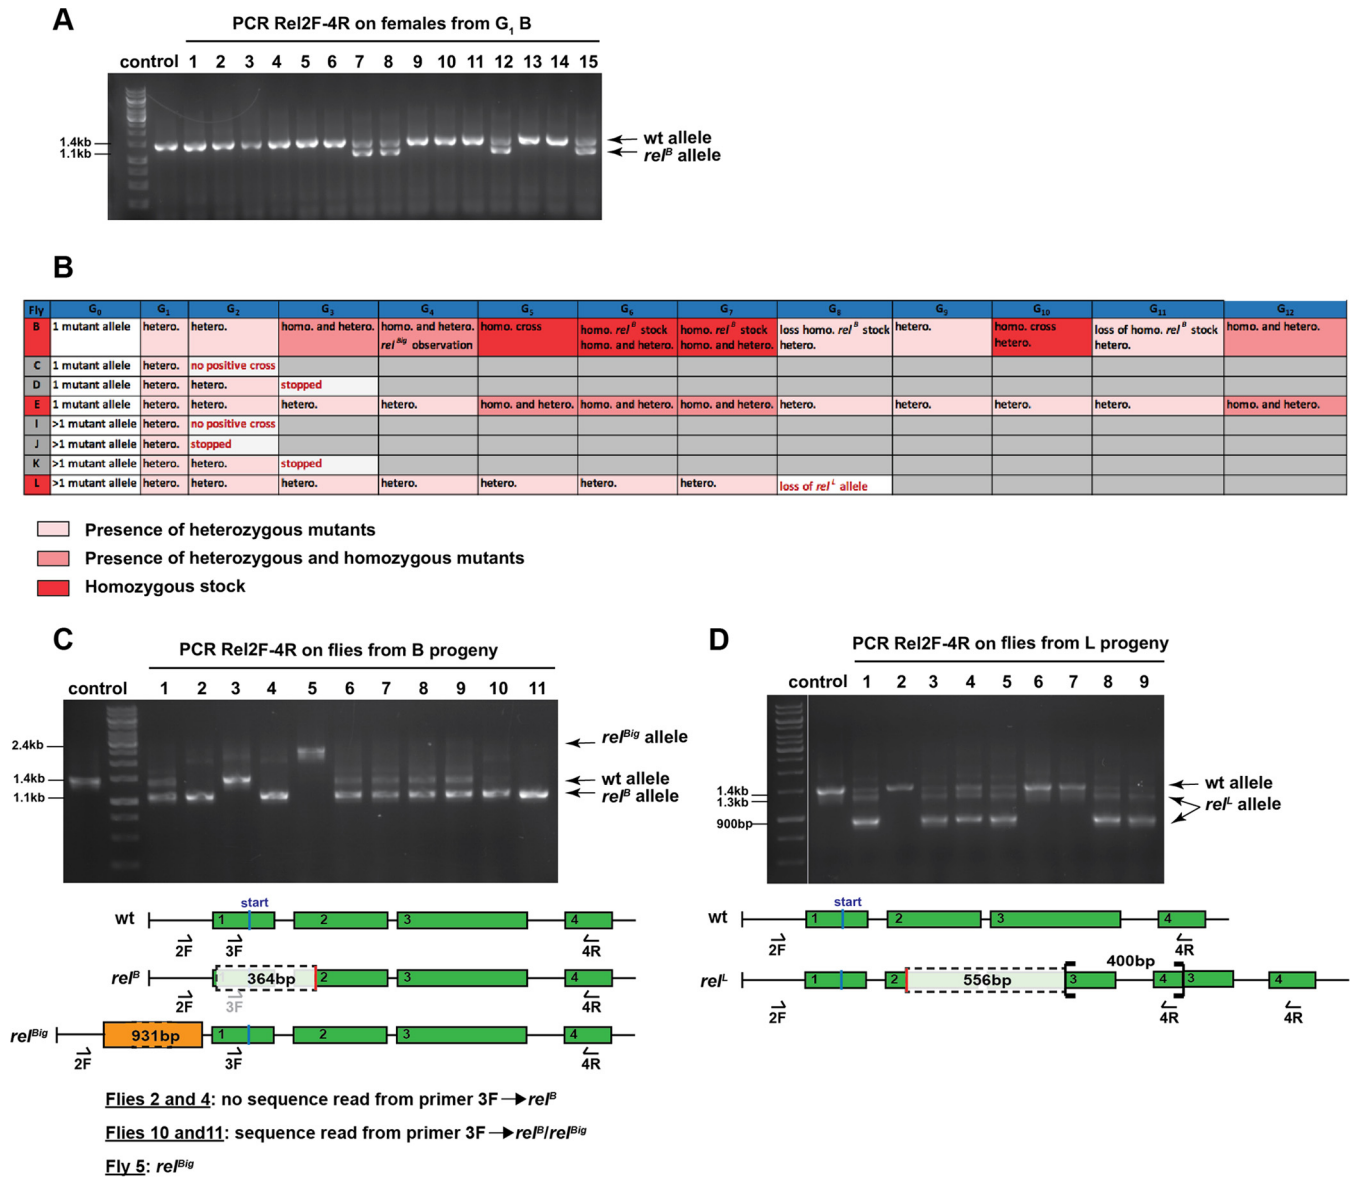 A
PCR Rel2F-4R on females from G1 B
control 1 2 3 4 5 6 7 8 9 10 11 12 13 14 15
1.4kb
1.1kb
wt allele
relB allele
B
Fly G0 G1 G2 G3 G4 G5 G6 G7 G8 G9 G10 G11 G12
B 1 mutant allele hetero. hetero. homo. and hetero. homo. and hetero. homo. cross homo. relB stock homo. relB stock loss homo. relB stock hetero. homo. cross loss of homo. relB stock homo. and hetero.
relBig observation homo. and hetero. homo. and hetero. hetero. hetero. hetero.
C 1 mutant allele hetero. no positive cross
D 1 mutant allele hetero. hetero. stopped
E 1 mutant allele hetero. hetero. hetero. hetero. homo. and hetero. homo. and hetero. homo. and hetero. hetero. hetero. hetero. hetero. homo. and hetero.
I >1 mutant allele hetero. no positive cross
J >1 mutant allele hetero. stopped
K >1 mutant allele hetero. hetero. stopped
L >1 mutant allele hetero. hetero. hetero. hetero. hetero. hetero. hetero. loss of relL allele
Presence of heterozygous mutants
Presence of heterozygous and homozygous mutants
Homozygous stock
C
PCR Rel2F-4R on flies from B progeny
control 1 2 3 4 5 6 7 8 9 10 11
2.4kb
1.4kb
1.1kb
relBig allele
wt allele
relB allele
start
wt 1 2 3 4
2F 3F 4R
relB 364bp 2 3 4
2F 3F 4R
relBig 931bp 1 2 3 4
2F 3F 4R
Flies 2 and 4: no sequence read from primer 3F → relB
Flies 10 and11: sequence read from primer 3F → relB/relBig
Fly 5: relBig
D
PCR Rel2F-4R on flies from L progeny
control 1 2 3 4 5 6 7 8 9
1.4kb
1.3kb
900bp
wt allele
relL allele
start
wt 1 2 3 4
2F 4R
400bp
relL 1 2 556bp 3 4 3 4
2F 4R 4R